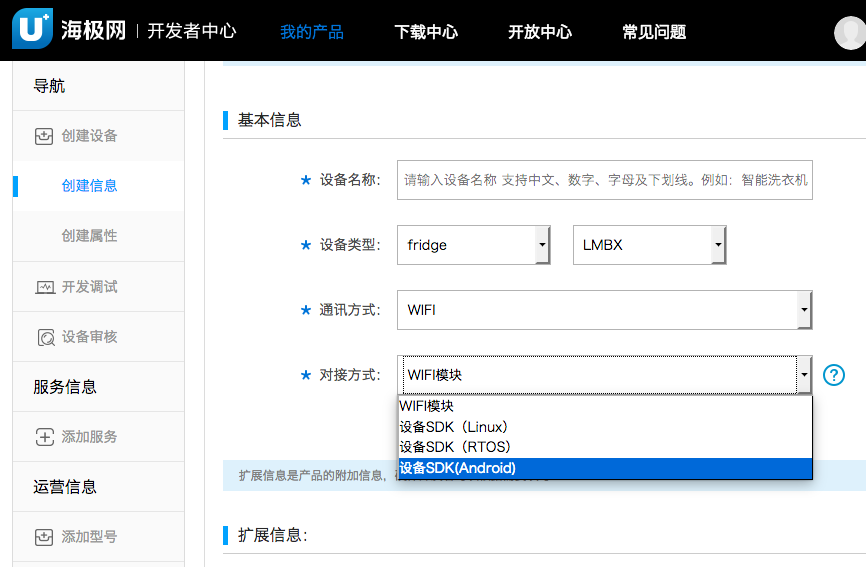 U+ 海极网 | 开发者中心 我的产品 下载中心 开放中心 常见问题
导航
创建设备
创建信息
创建属性
开发调试
设备审核
服务信息
添加服务
运营信息
添加型号
基本信息
★ 设备名称: 请输入设备名称 支持中文、数字、字母及下划线。例如：智能洗衣机
★ 设备类型: fridge LMBX
★ 通讯方式: WIFI
★ 对接方式: WIFI模块 ?
WIFI模块
设备SDK（Linux）
设备SDK（RTOS）
设备SDK(Android)
扩展信息是产品的附加信息，
扩展信息: